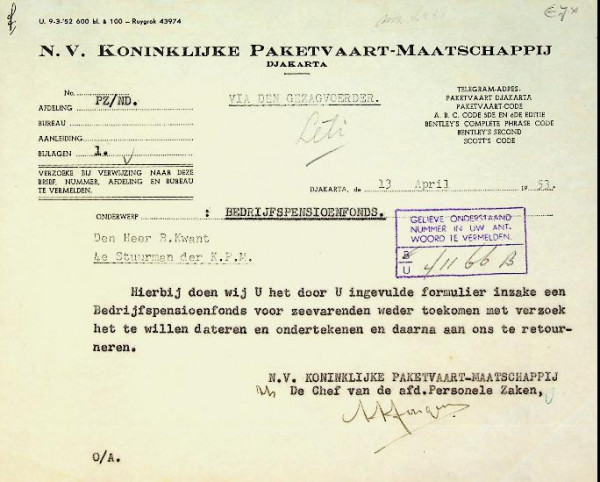 U. 9-3-'52 600 bl. à 100 – Ruygrok 43974
N. V. KONINKLIJKE PAKETVAART-MAATSCHAPPIJ
DJAKARTA
No. PZ/ND.
AFDELING
BUREAU
AANLEIDING
BIJLAGEN 1.
VERZOEKE BIJ VERWIJZING NAAR DEZE
BRIEF, NUMMER, AFDELING EN BUREAU
TE VERMELDEN.
VIA DEN GEZAGVOERDER.
Leti
TELEGRAM-ADRES:
PAKETVAART DJAKARTA
PAKETVAART-CODE
A. B. C. CODE 5DE EN 6DE EDITIE
BENTLEY'S COMPLETE PHRASE CODE
BENTLEY'S SECOND
SCOTT'S CODE
DJAKARTA, de 13 April 1953.
ONDERWERP : BEDRIJFSPENSIOENFONDS.
GELIEVE ONDERSTAAND
NUMMER IN UW ANT-
WOORD TE VERMELDEN.
B
U
Den Heer R.Kwant
4e Stuurman der K.P.M.
Hierbij doen wij U het door U ingevulde formulier inzake een
Bedrijfspensioenfonds voor zeevarenden weder toekomen met verzoek
het te willen dateren en ondertekenen en daarna aan ons te retour-
neren.
N.V. KONINKLIJKE PAKETVAART-MAATSCHAPPIJ
De Chef van de afd.Personele Zaken,
O/A.